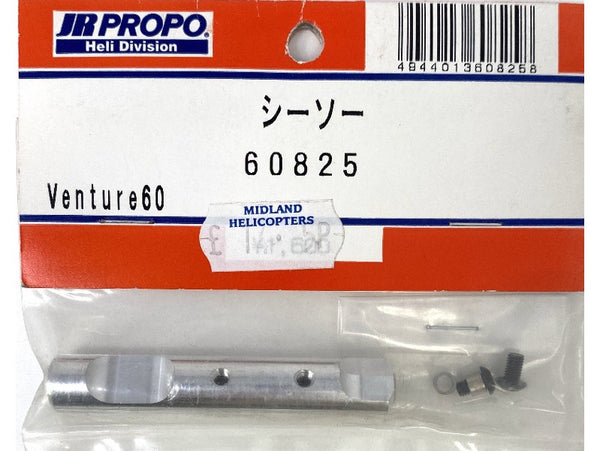 JR PROPO
Heli Division
4944013608258
シーソー
60825
Venture60
MIDLAND
HELICOPTERS